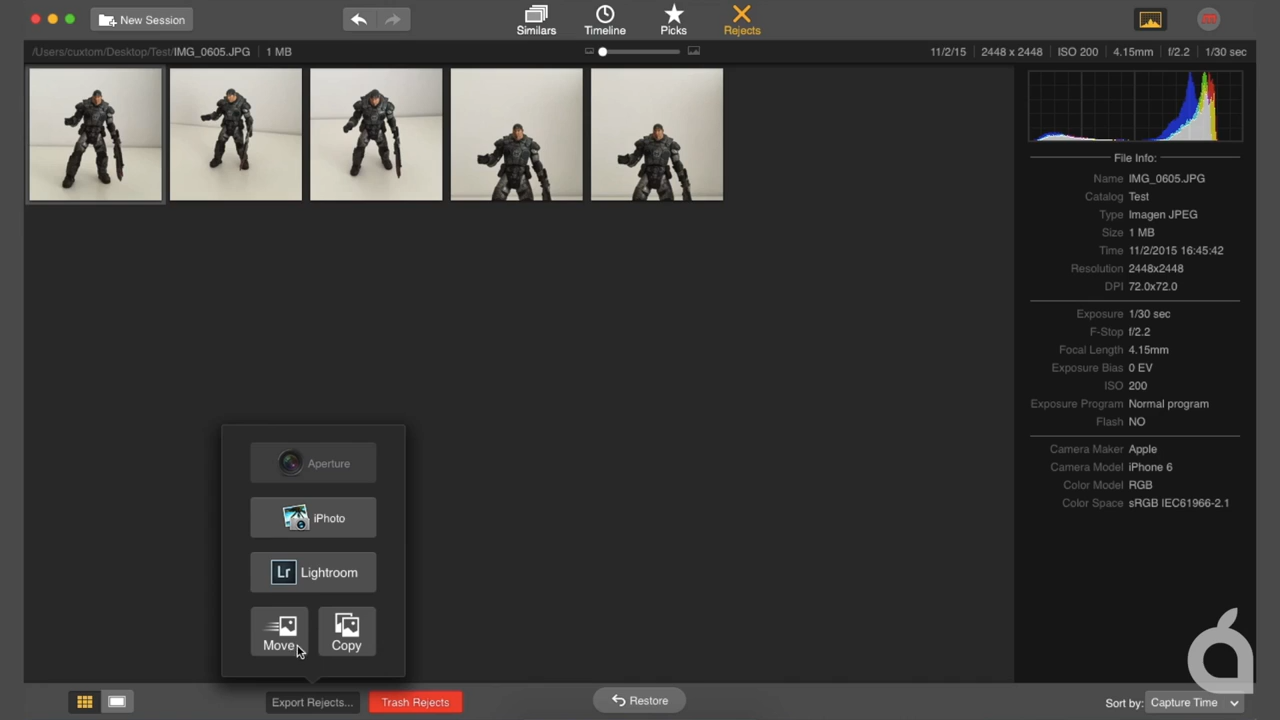 New Session
Similars
Timeline
Picks
Rejects
/Users/cuxtom/Desktop/Test/IMG_0605.JPG 1 MB
11/2/15 2448 x 2448 ISO 200 4.15mm f/2.2 1/30 sec
File Info:
Name IMG_0605.JPG
Catalog Test
Type Imagen JPEG
Size 1 MB
Time 11/2/2015 16:45:42
Resolution 2448x2448
DPI 72.0x72.0
Exposure 1/30 sec
F-Stop f/2.2
Focal Length 4.15mm
Exposure Bias 0 EV
ISO 200
Exposure Program Normal program
Flash NO
Camera Maker Apple
Camera Model iPhone 6
Color Model RGB
Color Space sRGB IEC61966-2.1
Aperture
iPhoto
Lr Lightroom
Move Copy
Export Rejects... Trash Rejects Restore Sort by: Capture Time